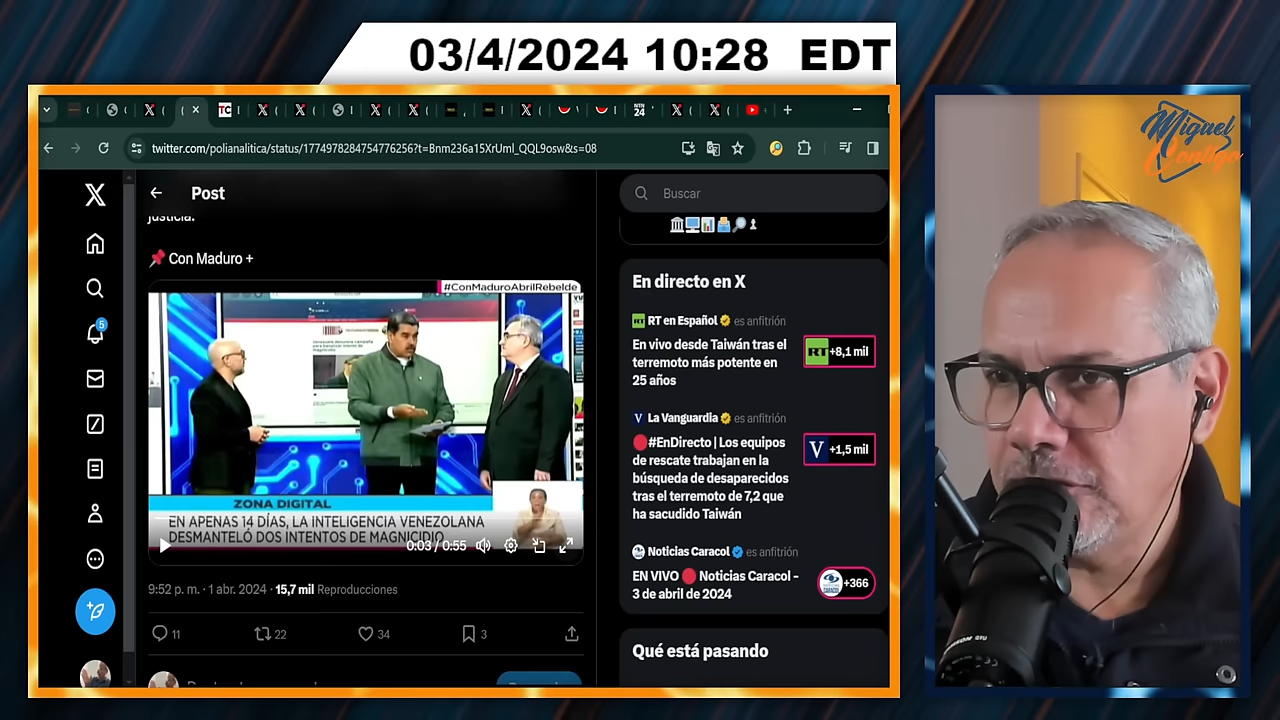 03/4/2024 10:28 EDT
Miguel
Contigo
twitter.com/polianalitica/status/1774978284754776256?t=Bnm236a15XrUml_QQL9osw&s=08
Post
Buscar
justicia.
📌 Con Maduro +
#ConMaduroAbrilRebelde
ZONA DIGITAL
EN APENAS 14 DÍAS, LA INTELIGENCIA VENEZOLANA
DESMANTELÓ DOS INTENTOS DE MAGNICIDIO
0:03 / 0:55
9:52 p. m. · 1 abr. 2024 · 15,7 mil Reproducciones
11
22
34
3
5
En directo en X
RT en Español es anfitrión
En vivo desde Taiwán tras el
terremoto más potente en
25 años
RT +8,1 mil
La Vanguardia es anfitrión
🔴#EnDirecto | Los equipos
de rescate trabajan en la
búsqueda de desaparecidos
tras el terremoto de 7,2 que
ha sacudido Taiwán
V +1,5 mil
Noticias Caracol es anfitrión
EN VIVO 🔴 Noticias Caracol -
3 de abril de 2024
+366
Qué está pasando